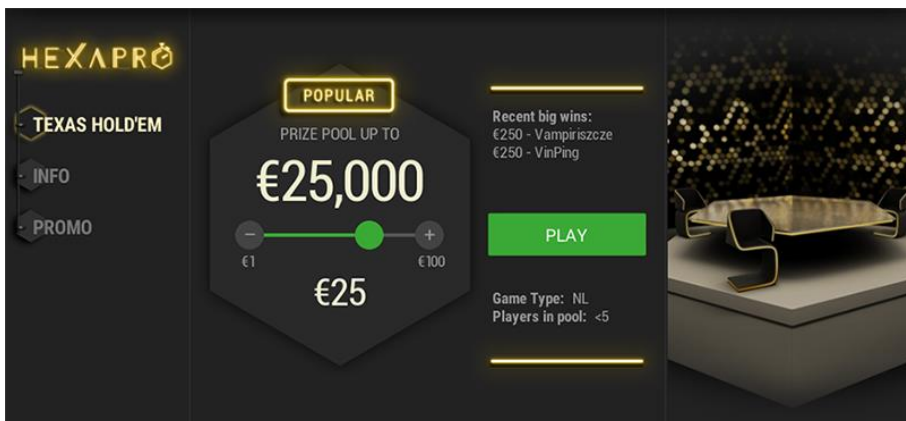 HEXAPRO
TEXAS HOLD'EM
INFO
PROMO
POPULAR
PRIZE POOL UP TO
€25,000
− +
€1 €100
€25
Recent big wins:
€250 - Vampiriszcze
€250 - VinPing
PLAY
Game Type: NL
Players in pool: <5